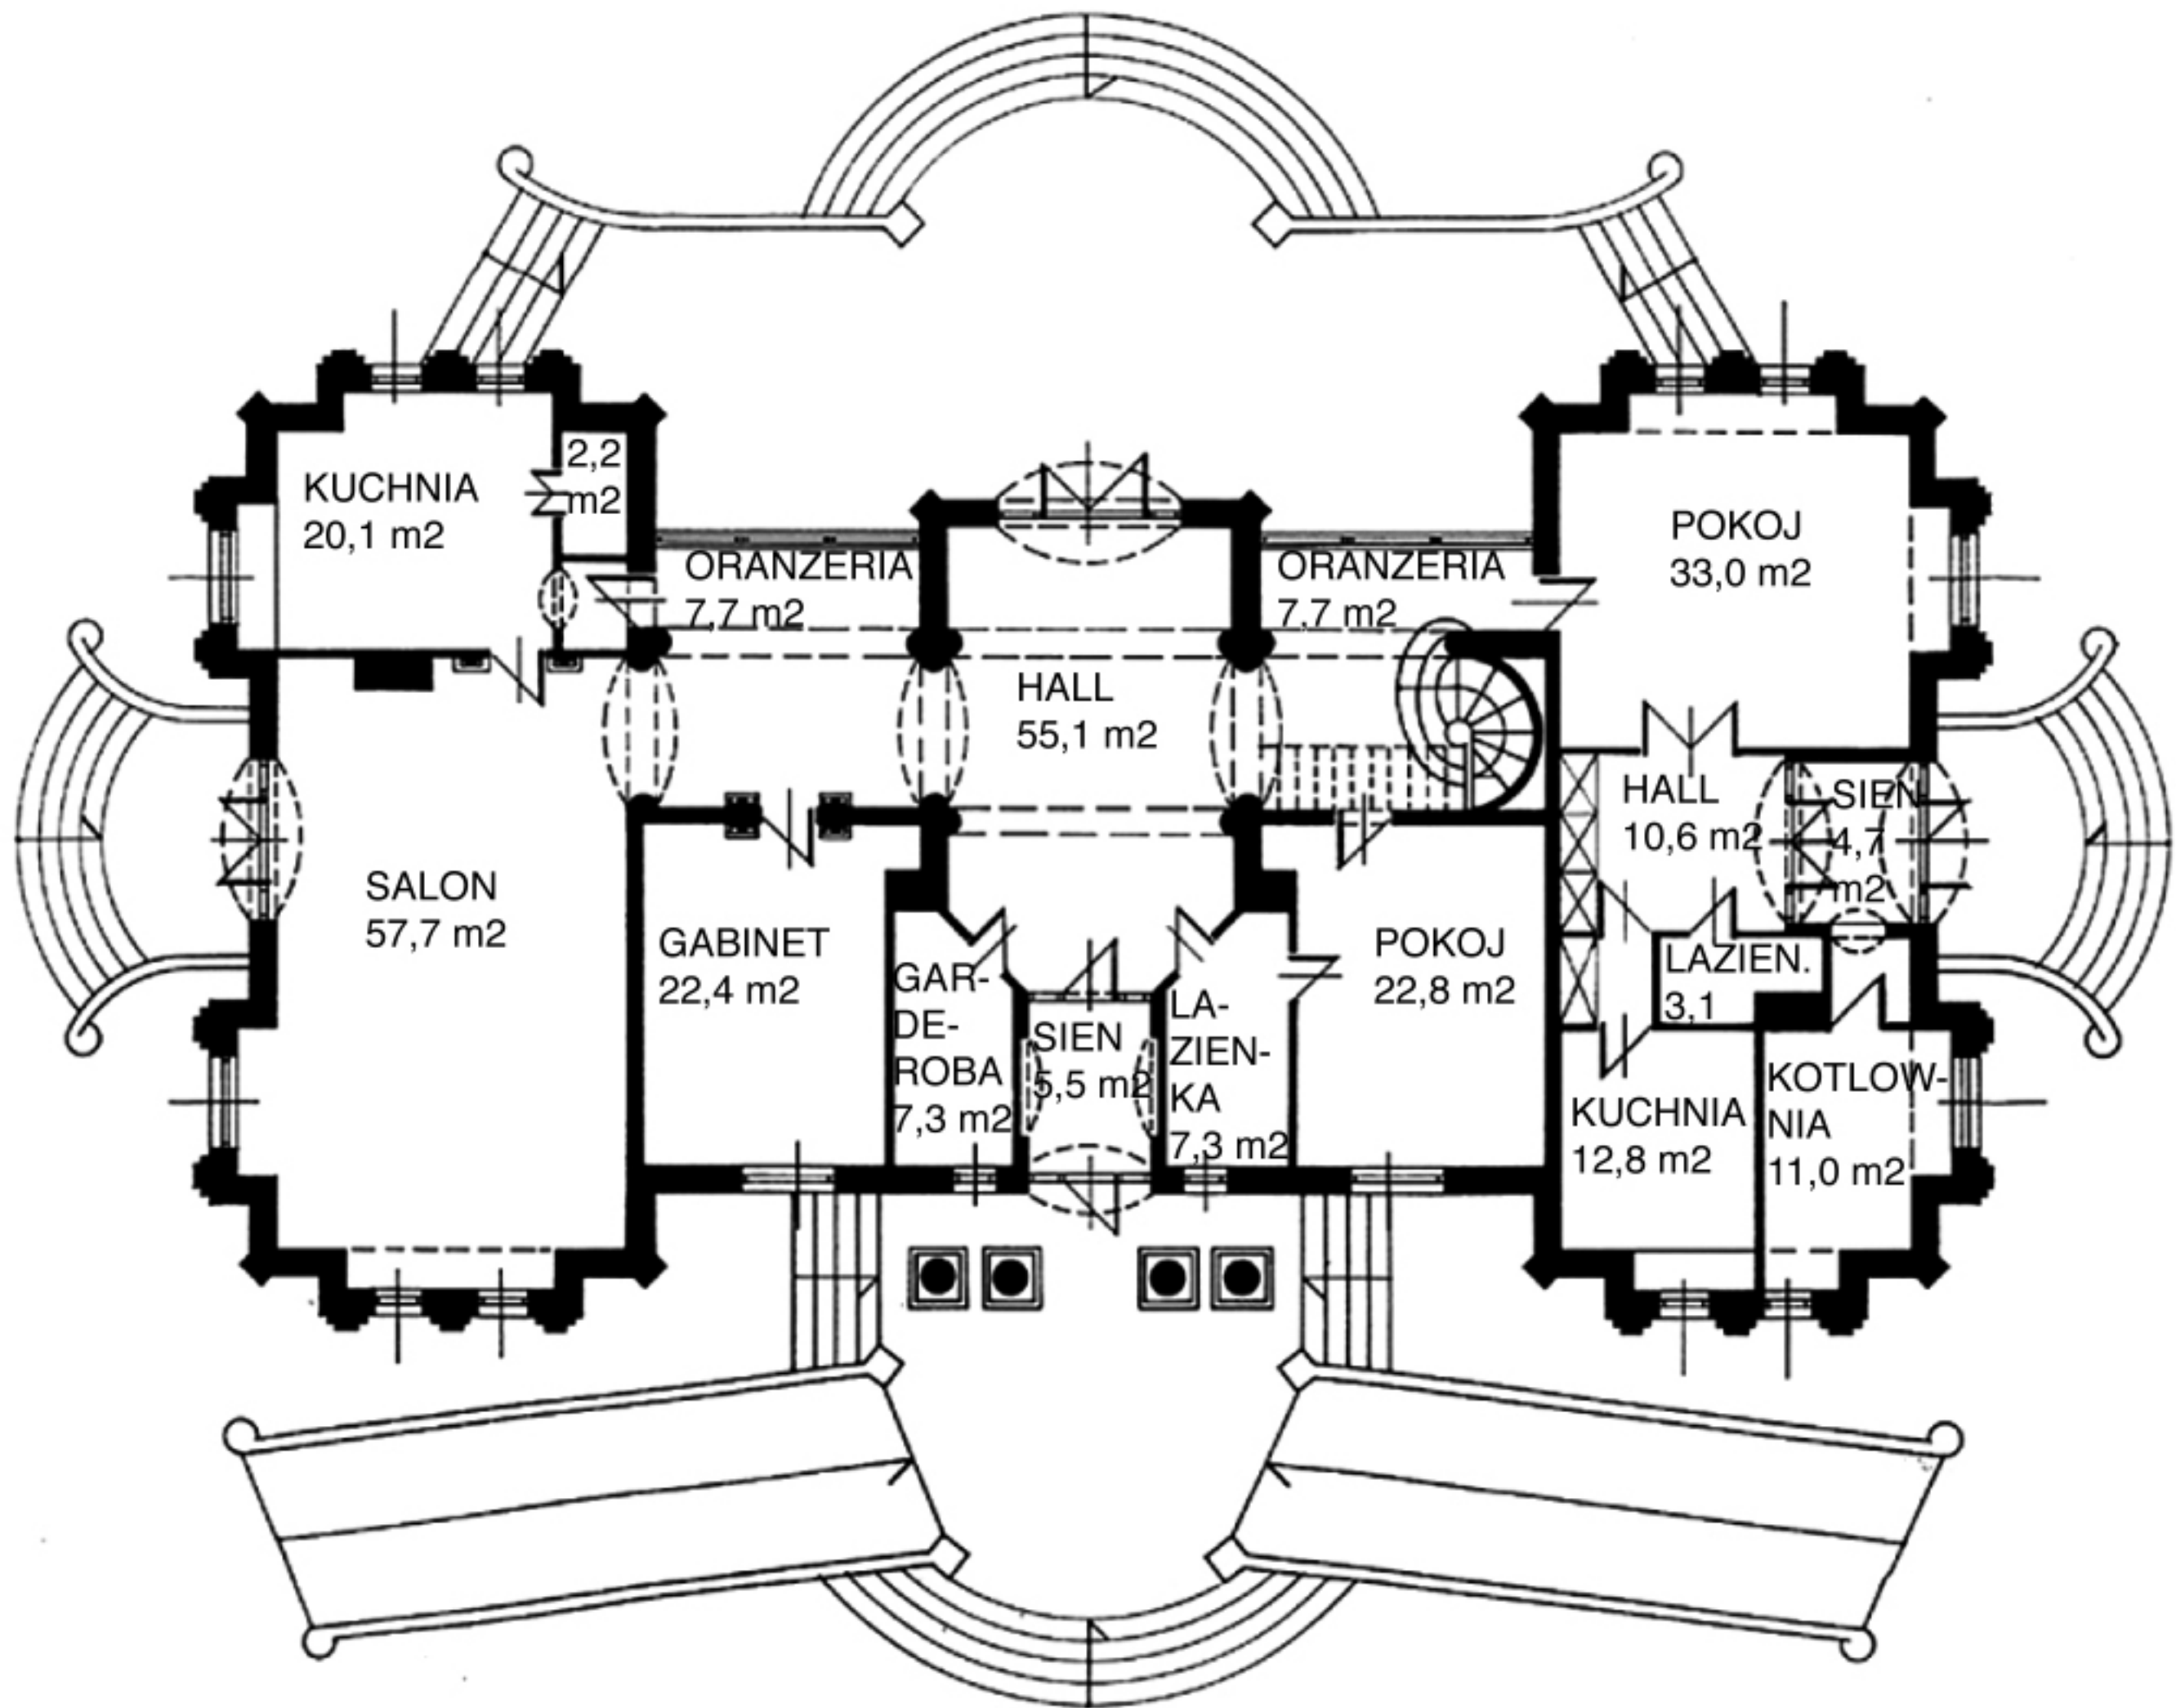 KUCHNIA
20,1 m2
2,2
m2
ORANZERIA
7,7 m2
HALL
55,1 m2
ORANZERIA
7,7 m2
POKOJ
33,0 m2
SALON
57,7 m2
GABINET
22,4 m2
GAR-
DE-
ROBA
7,3 m2
SIEN
5,5 m2
LA-
ZIEN-
KA
7,3 m2
POKOJ
22,8 m2
HALL
10,6 m2
SIEN
4,7
m2
LAZIEN.
3,1
KUCHNIA
12,8 m2
KOTLOW-
NIA
11,0 m2